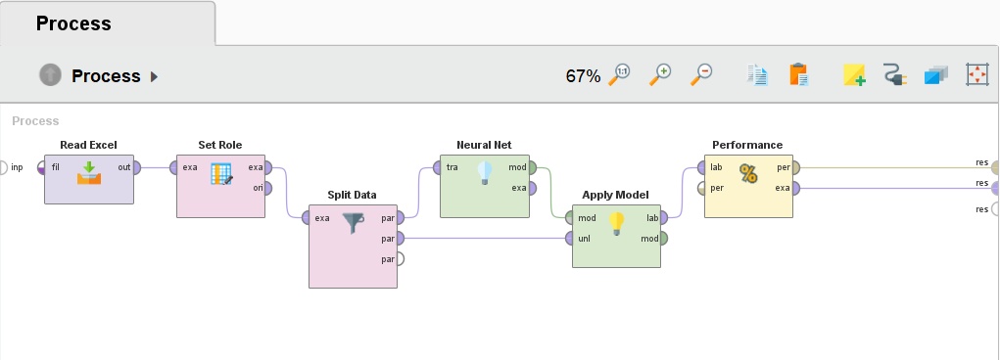 Process
Process
67%
1:1
Process
Read Excel
Set Role
Neural Net
Performance
inp
fil out
exa exa
ori
tra mod
exa
lab per
per exa
res
res
res
Split Data
Apply Model
exa par
par
par
mod lab
unl mod
%